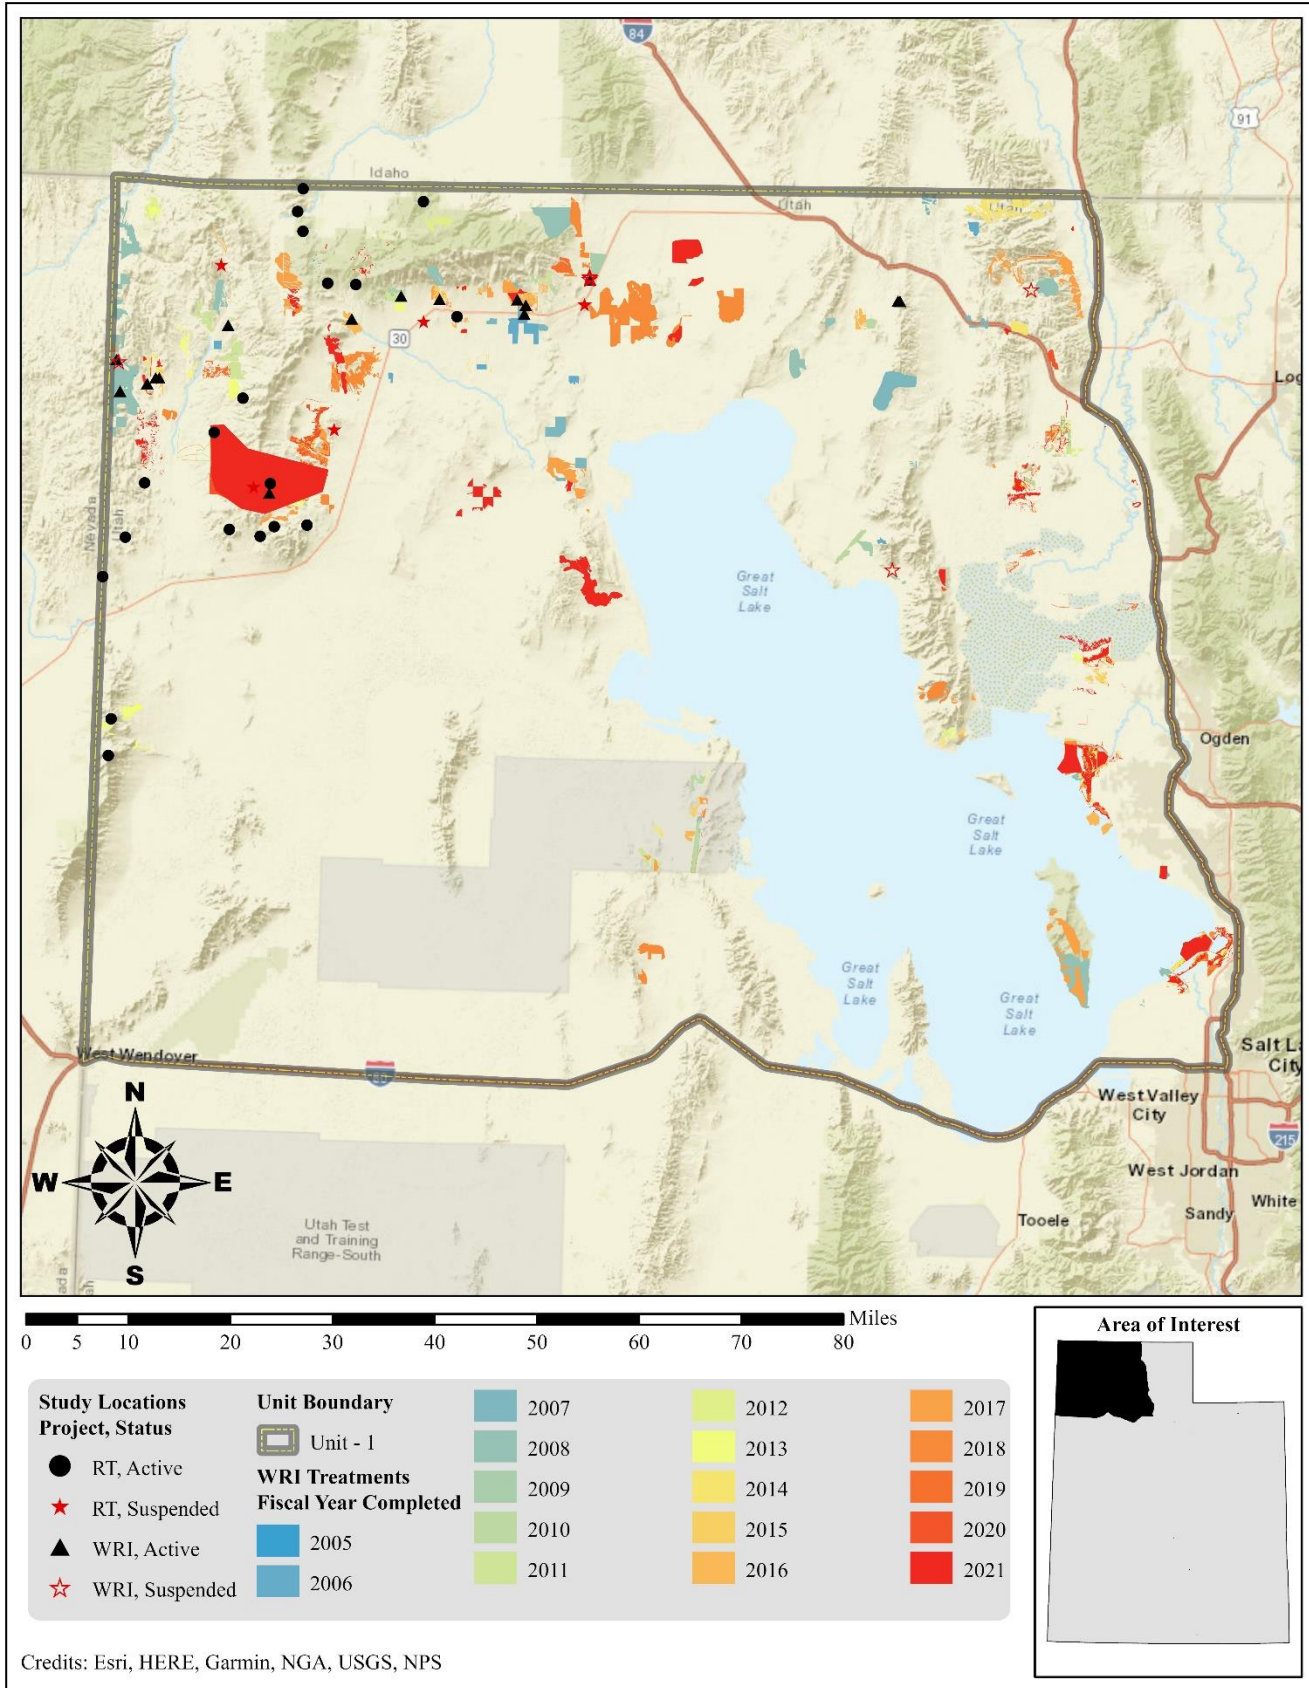 84
91
Idaho
Utah
Utah
30
Log
Nevada
Utah
Great
Salt
Lake
Ogden
Great
Salt
Lake
Great
Salt
Lake
Great
Salt
Lake
West Wendover
Salt La
City
West Valley
City
215
West Jordan
White
Sandy
Tooele
Utah Test
and Training
Range-South
N
W
E
S
ada
ah
0 5 10 20 30 40 50 60 70 80 Miles
Area of Interest
Study Locations
Project, Status
RT, Active
RT, Suspended
WRI, Active
WRI, Suspended
Unit Boundary
Unit - 1
WRI Treatments
Fiscal Year Completed
2005
2006
2007
2008
2009
2010
2011
2012
2013
2014
2015
2016
2017
2018
2019
2020
2021
Credits: Esri, HERE, Garmin, NGA, USGS, NPS